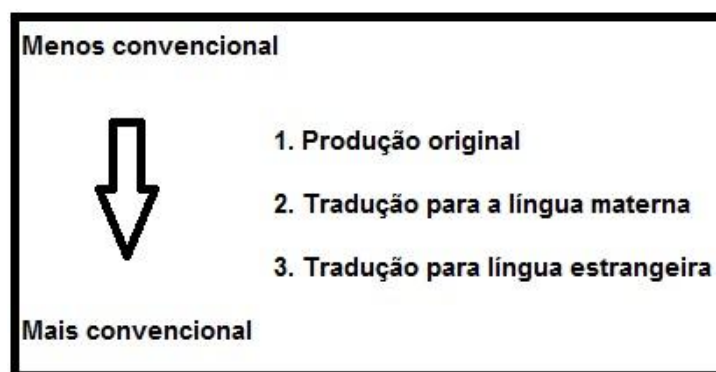 Menos convencional
1. Produção original
2. Tradução para a língua materna
3. Tradução para língua estrangeira
Mais convencional